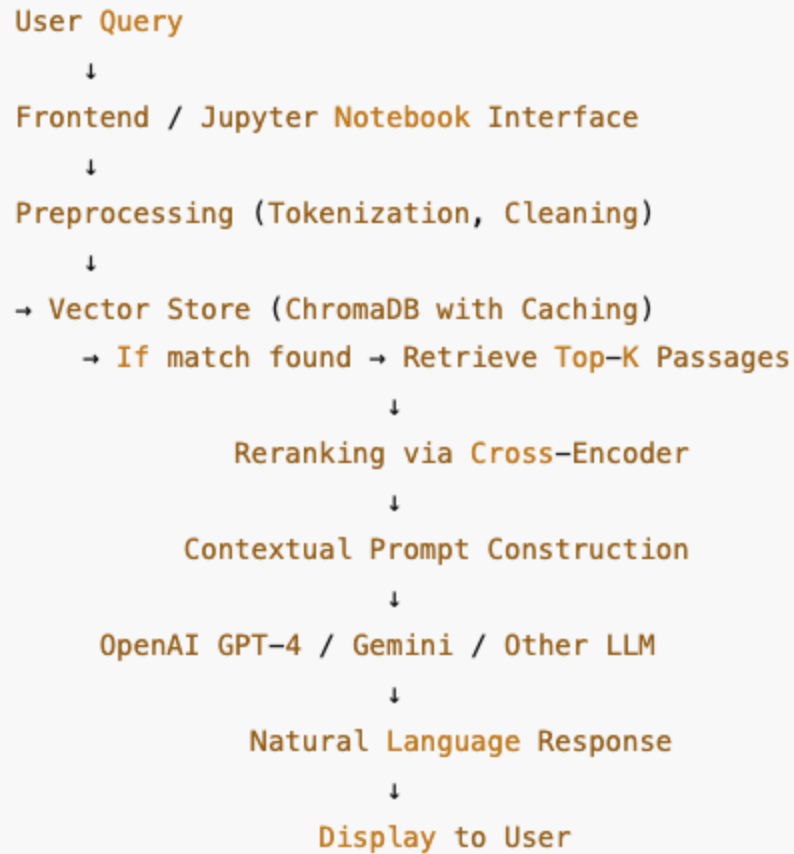 User Query
↓
Frontend / Jupyter Notebook Interface
↓
Preprocessing (Tokenization, Cleaning)
↓
→ Vector Store (ChromaDB with Caching)
→ If match found → Retrieve Top-K Passages
↓
Reranking via Cross-Encoder
↓
Contextual Prompt Construction
↓
OpenAI GPT-4 / Gemini / Other LLM
↓
Natural Language Response
↓
Display to User